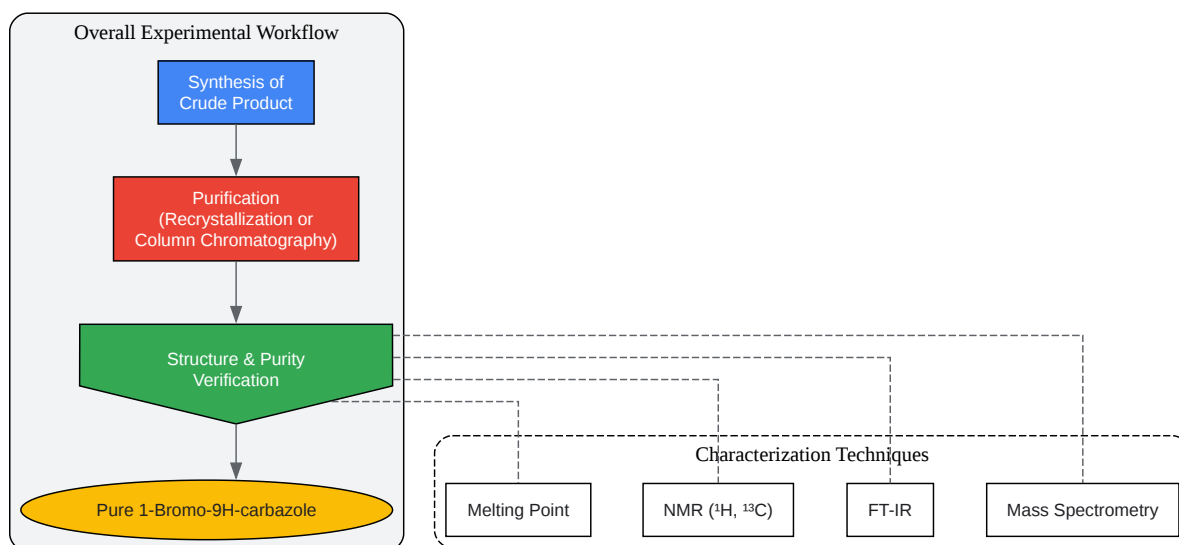 Overall Experimental Workflow
Synthesis of
Crude Product
Purification
(Recrystallization or
Column Chromatography)
Structure & Purity
Verification
Pure 1-Bromo-9H-carbazole
Characterization Techniques
Melting Point
NMR (¹H, ¹³C)
FT-IR
Mass Spectrometry